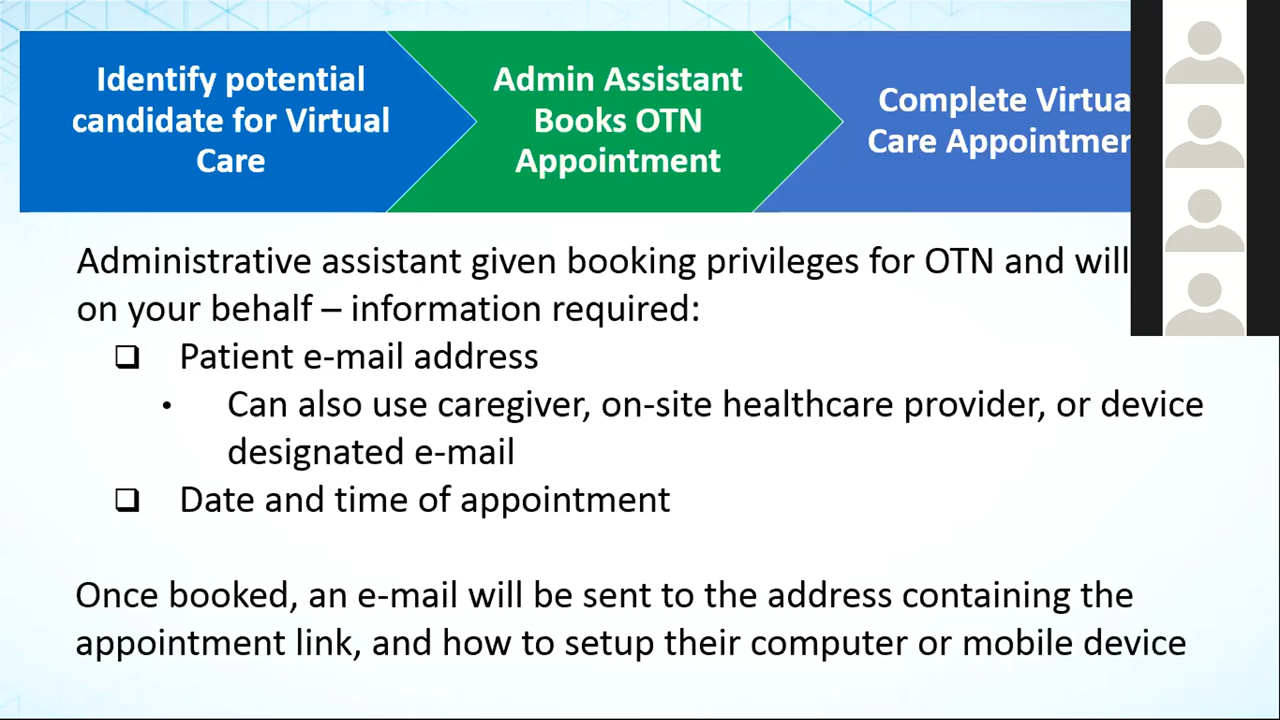 Identify potential
candidate for Virtual
Care
Admin Assistant
Books OTN
Appointment
Complete
Care
Administrative assistant given booking privileges for OTN and will
on your behalf – information required:
❑ Patient e-mail address
• Can also use caregiver, on-site healthcare provider, or device
designated e-mail
❑ Date and time of appointment
Once booked, an e-mail will be sent to the address containing the
appointment link, and how to setup their computer or mobile device